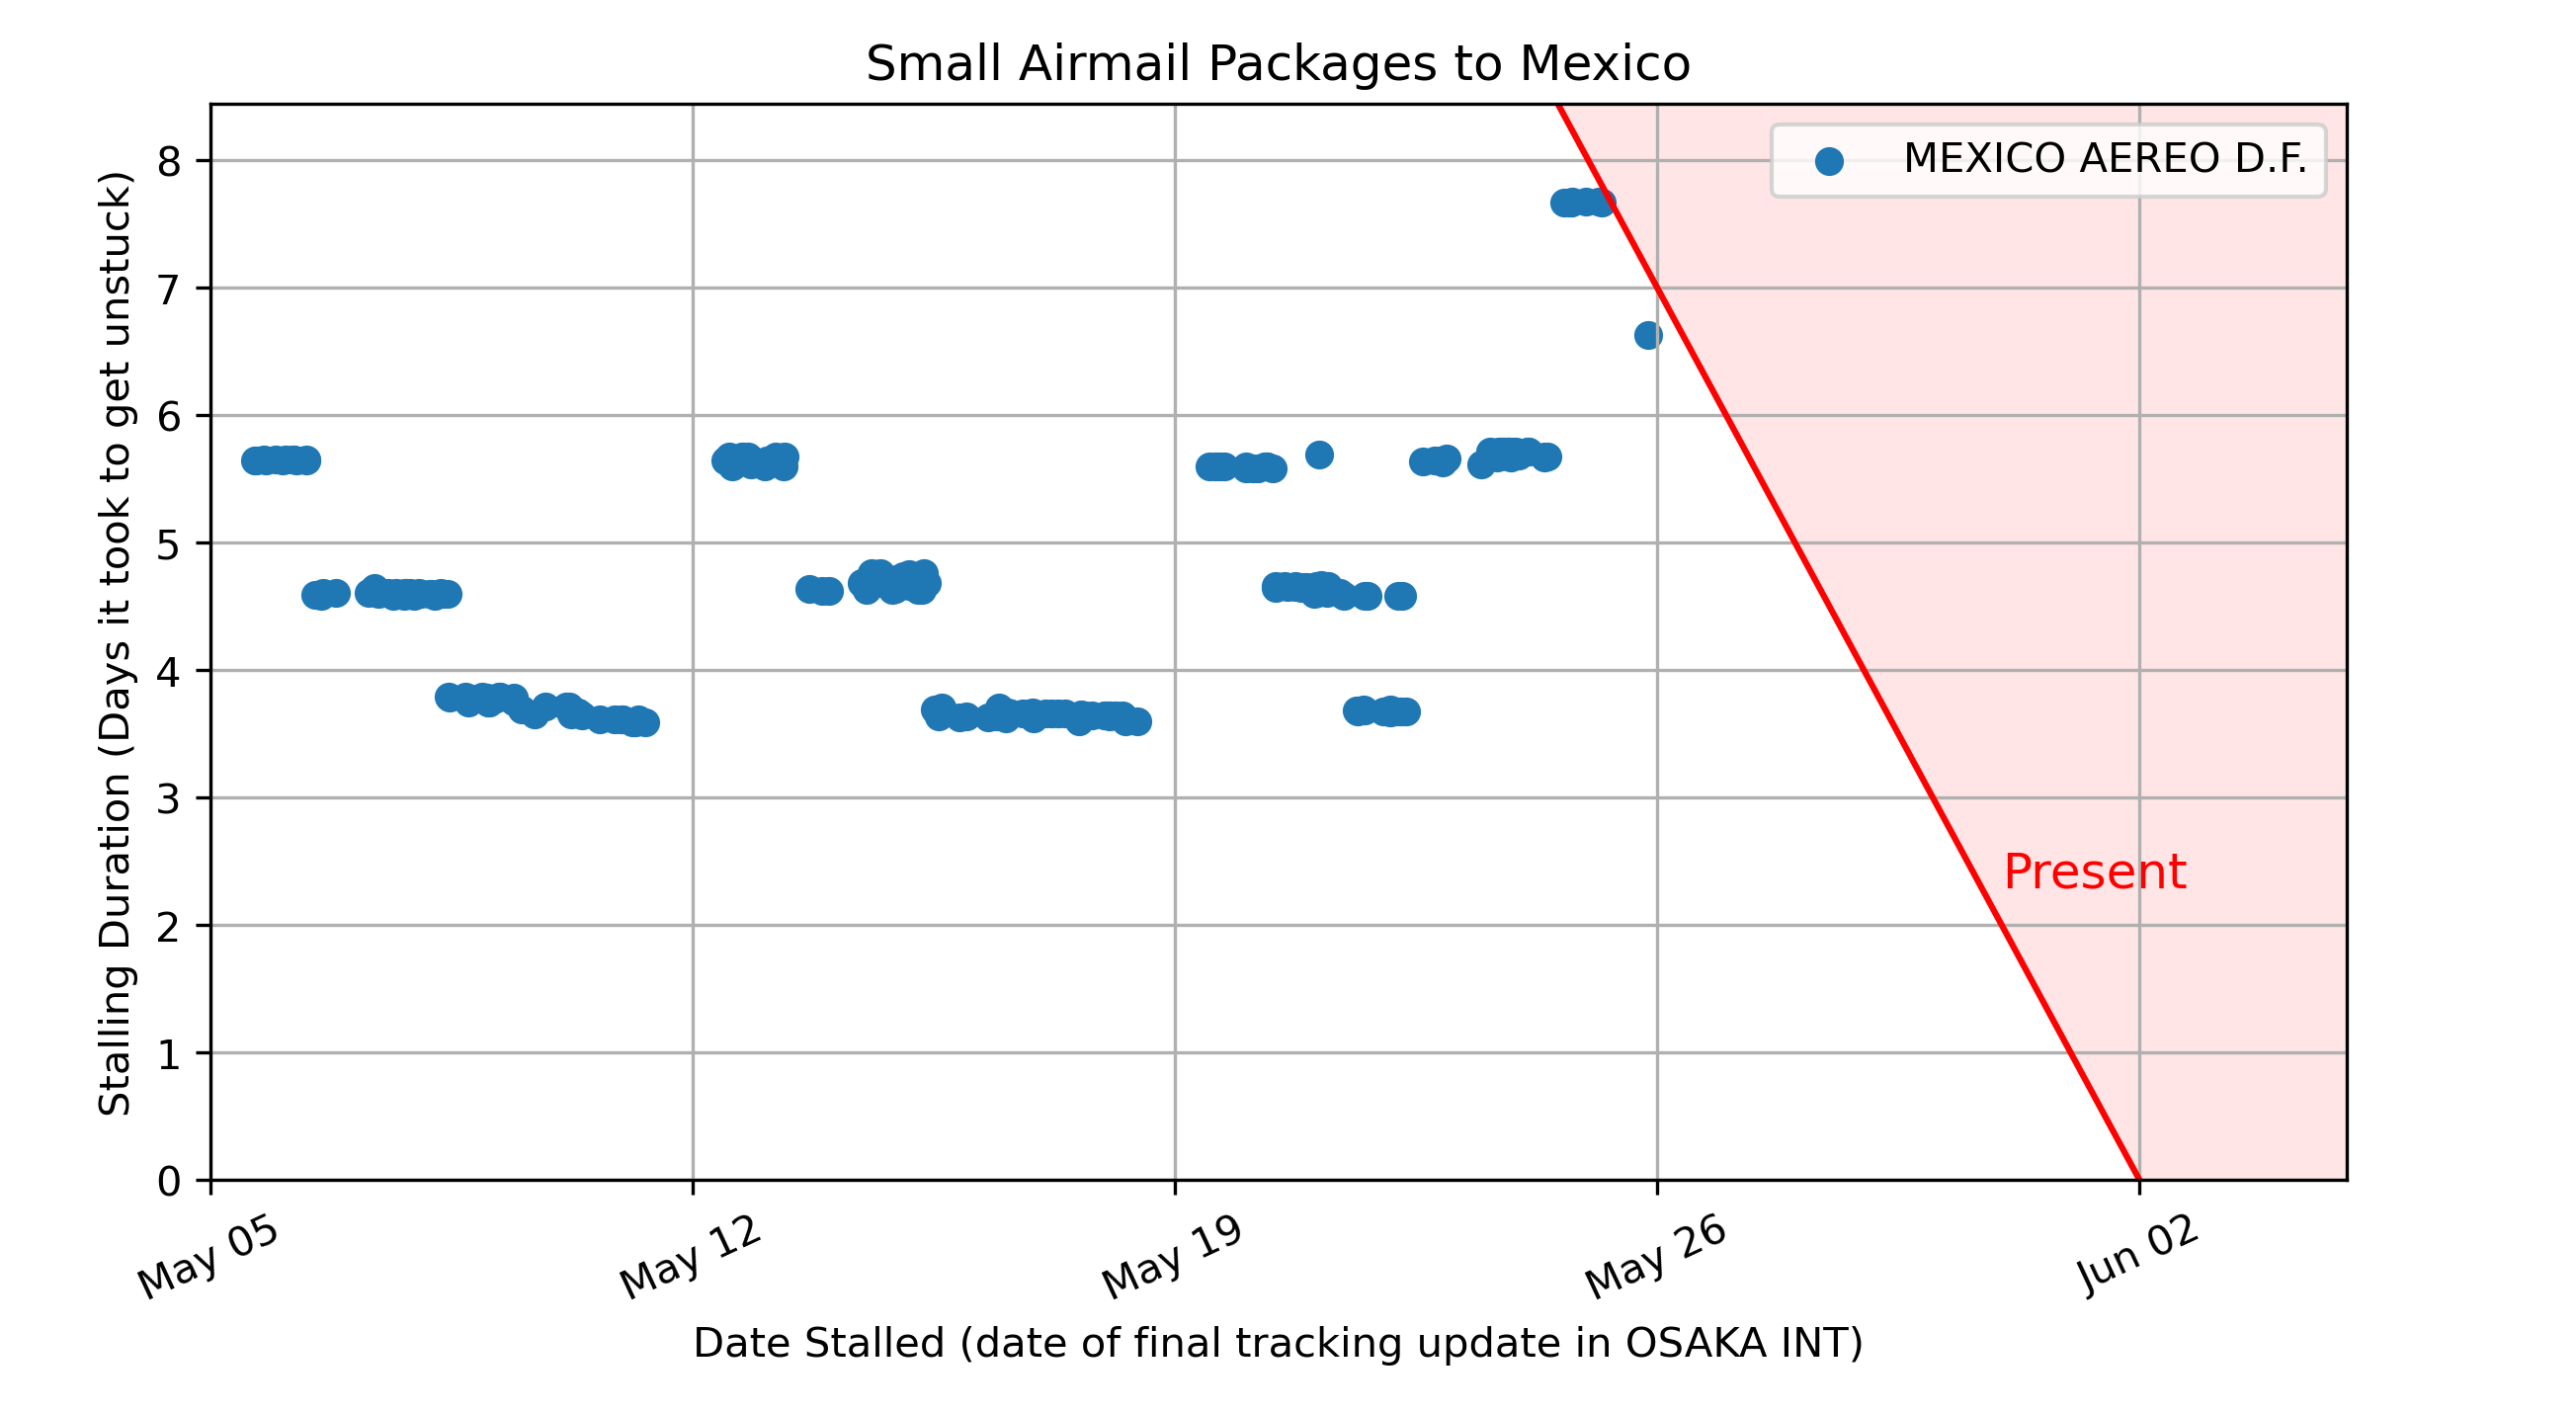 Small Airmail Packages to Mexico
MEXICO AEREO D.F.
Stalling Duration (Days it took to get unstuck)
8
7
6
5
4
3
2
1
0
Present
May 05
May 12
May 19
May 26
Jun 02
Date Stalled (date of final tracking update in OSAKA INT)